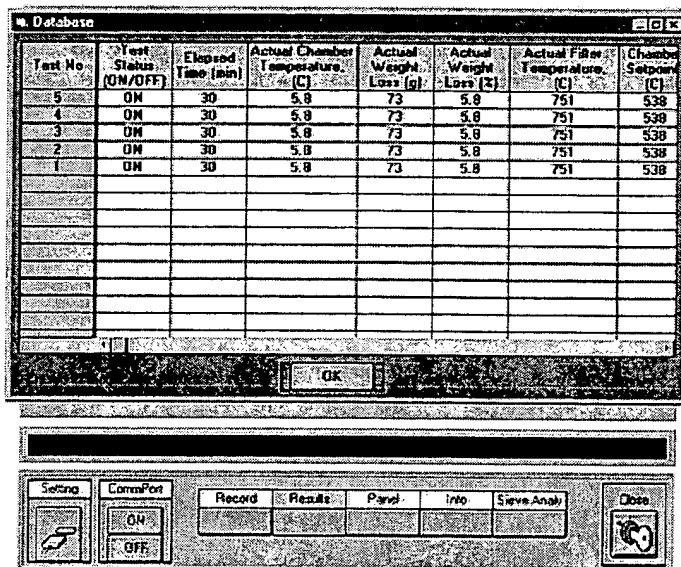 Database
Test No | Test Status (ON/OFF) | Elapsed Time (min) | Actual Chamber Temperature, (C) | Actual Weight Loss (g) | Actual Weight Loss (%) | Actual Filter Temperature, (C) | Chamber Setpoint (C)
5 ON 30 5.8 73 5.8 751 538
4 ON 30 5.8 73 5.8 751 538
3 ON 30 5.8 73 5.8 751 538
2 ON 30 5.8 73 5.8 751 538
1 ON 30 5.8 73 5.8 751 538
OK
Setting CommPort Record Results Panel Info Sieve Analy Close
ON
OFF